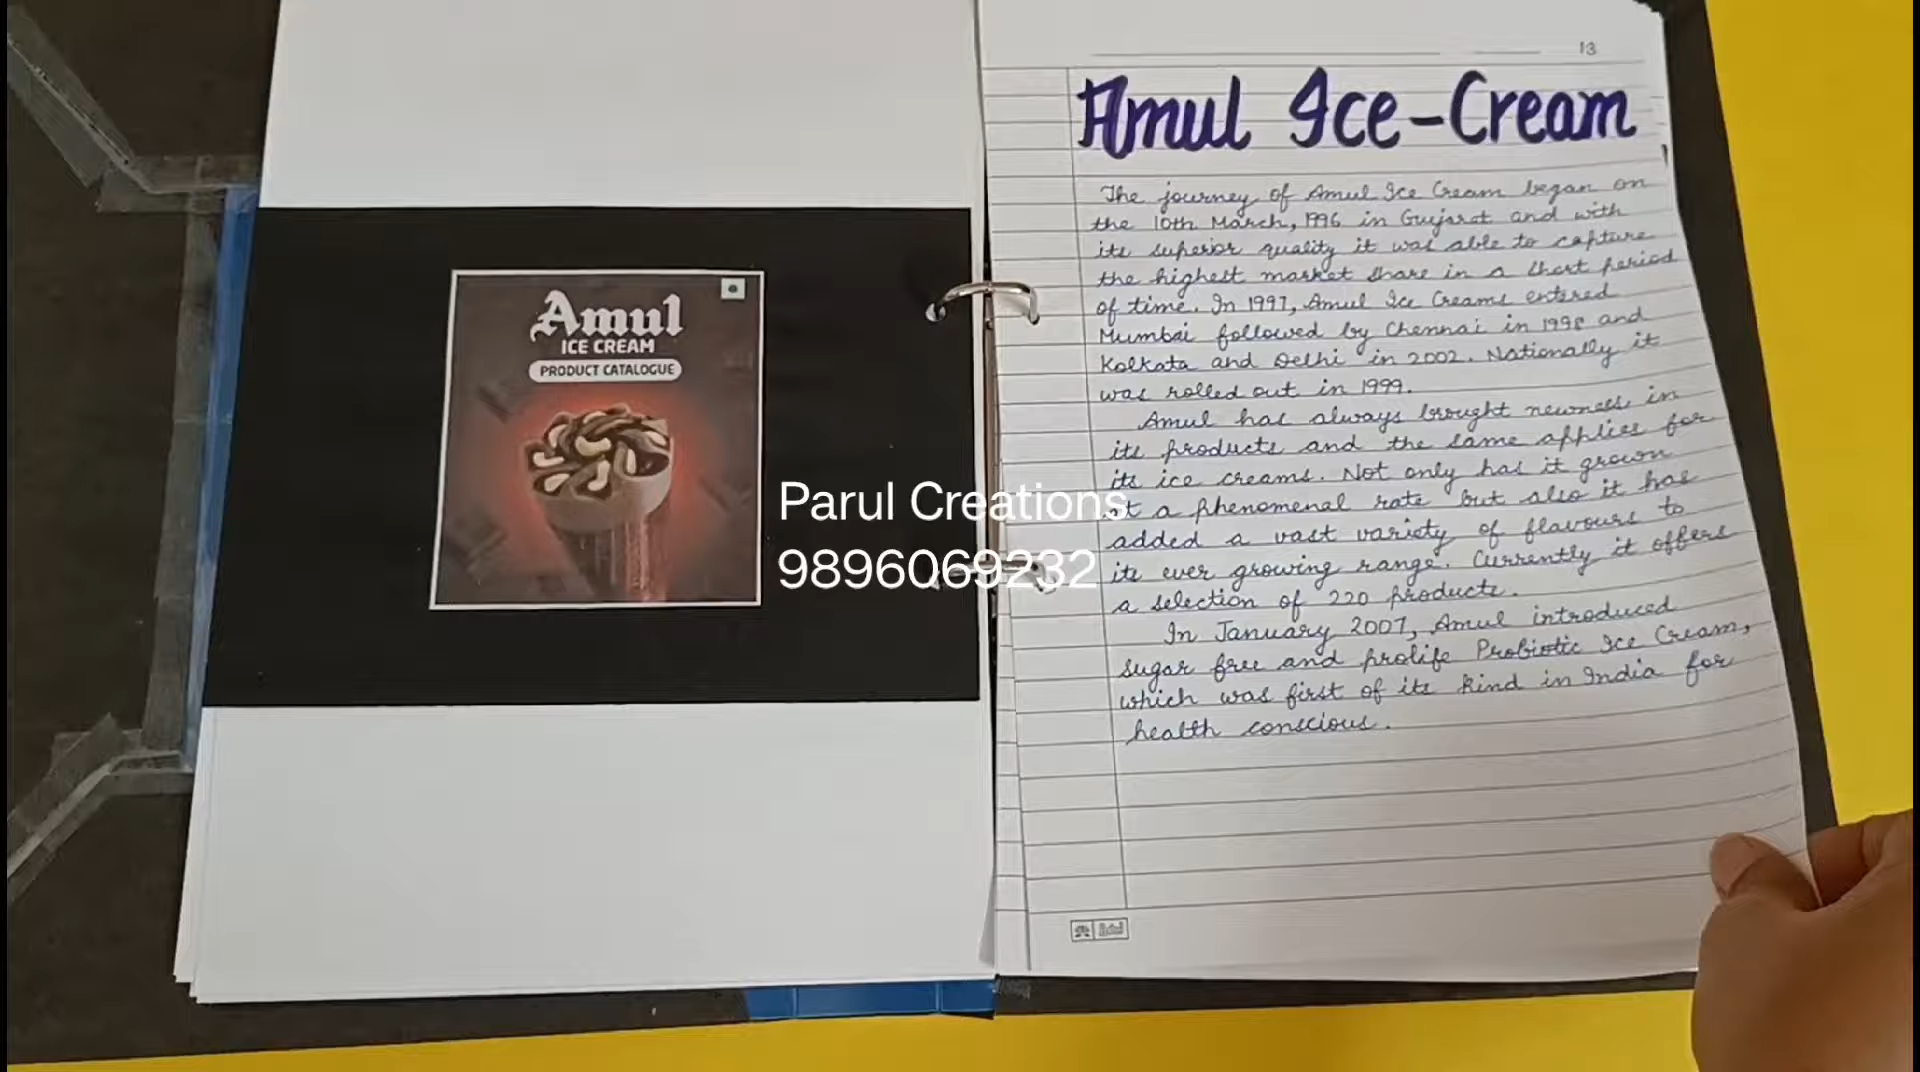 Amul
ICE CREAM
PRODUCT CATALOGUE
Parul Creations
9896069232
13
Amul Ice-Cream
The journey of Amul Ice Cream began on
the 10th March, 1996 in Gujarat and with
its superior quality it was able to capture
the highest market share in a short period
of time. In 1997, Amul Ice Creams entered
Mumbai followed by Chennai in 1998 and
Kolkata and Delhi in 2002. Nationally it
was rolled out in 1999.
Amul has always brought newness in
its products and the same applies for
its ice creams. Not only has it grown
at a phenomenal rate but also it has
added a vast variety of flavours to
its ever growing range. Currently it offers
a selection of 220 products.
In January 2007, Amul introduced
sugar free and prolife Probiotic Ice Cream,
which was first of its kind in India for
health conscious.